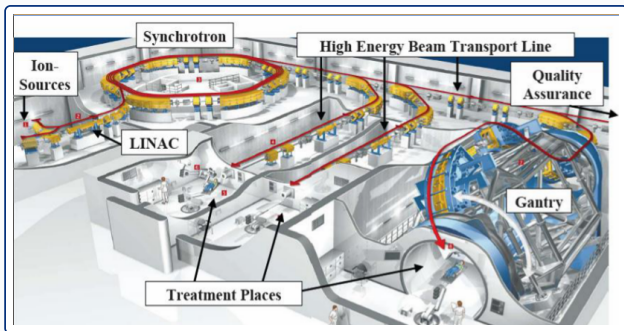 Synchrotron
High Energy Beam Transport Line
Ion-
Sources
Quality
Assurance
LINAC
Gantry
Treatment Places